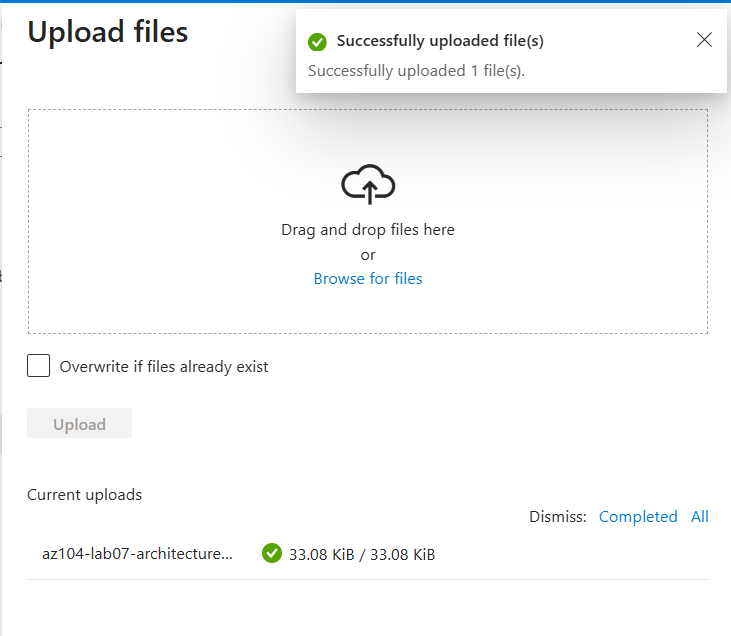 Upload files
Successfully uploaded file(s)
Successfully uploaded 1 file(s).
Drag and drop files here
or
Browse for files
Overwrite if files already exist
Upload
Current uploads
Dismiss: Completed All
az104-lab07-architecture... 33.08 KiB / 33.08 KiB